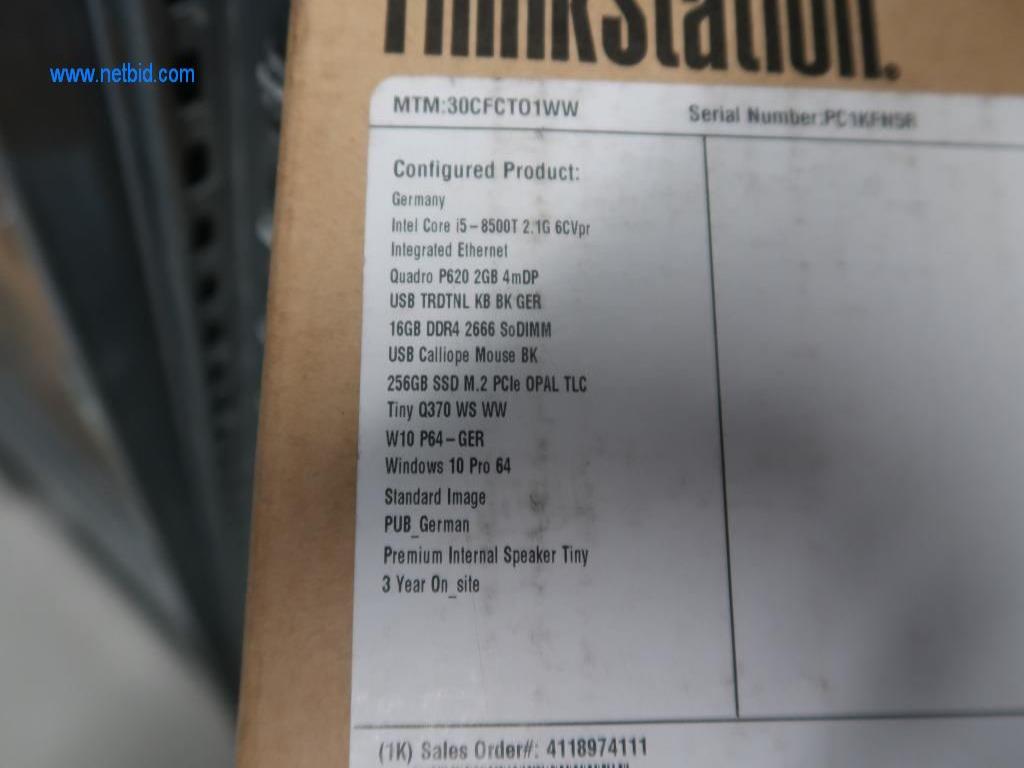 www.netbid.com
ThinkStation.
MTM:30CFCTO1WW Serial Number:
Configured Product:
Germany
Intel Core i5-8500T 2.1G 6CVpr
Integrated Ethernet
Quadro P620 2GB 4mDP
USB TRDTNL KB BK GER
16GB DDR4 2666 SoDIMM
USB Calliope Mouse BK
256GB SSD M.2 PCIe OPAL TLC
Tiny Q370 WS WW
W10 P64-GER
Windows 10 Pro 64
Standard Image
PUB_German
Premium Internal Speaker Tiny
3 Year On_site
(1K) Sales Order#: 4118974111